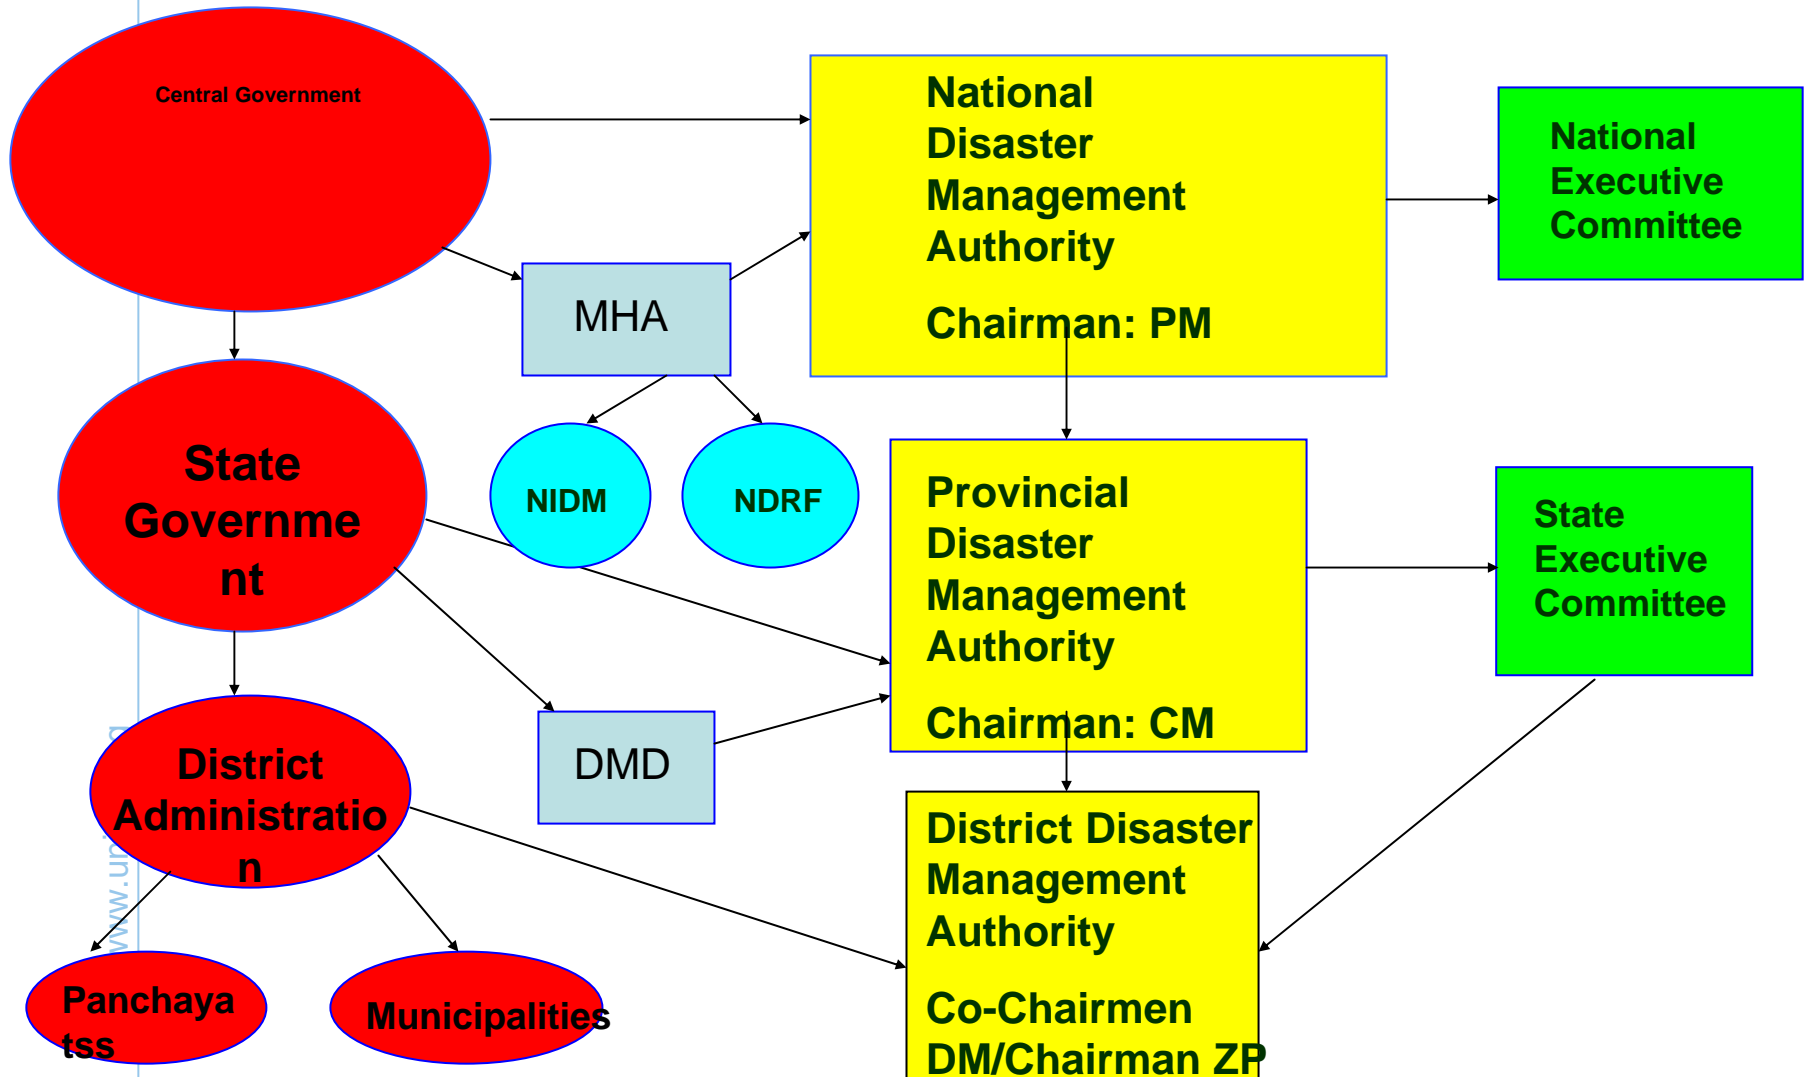 Central Government
National
Disaster
Management
Authority
Chairman: PM
National
Executive
Committee
MHA
State
Governme
nt
NIDM
NDRF
Provincial
Disaster
Management
Authority
Chairman: CM
State
Executive
Committee
District
Administratio
n
DMD
District Disaster
Management
Authority
Co-Chairmen
DM/Chairman ZP
Panchaya
tss
Municipalities